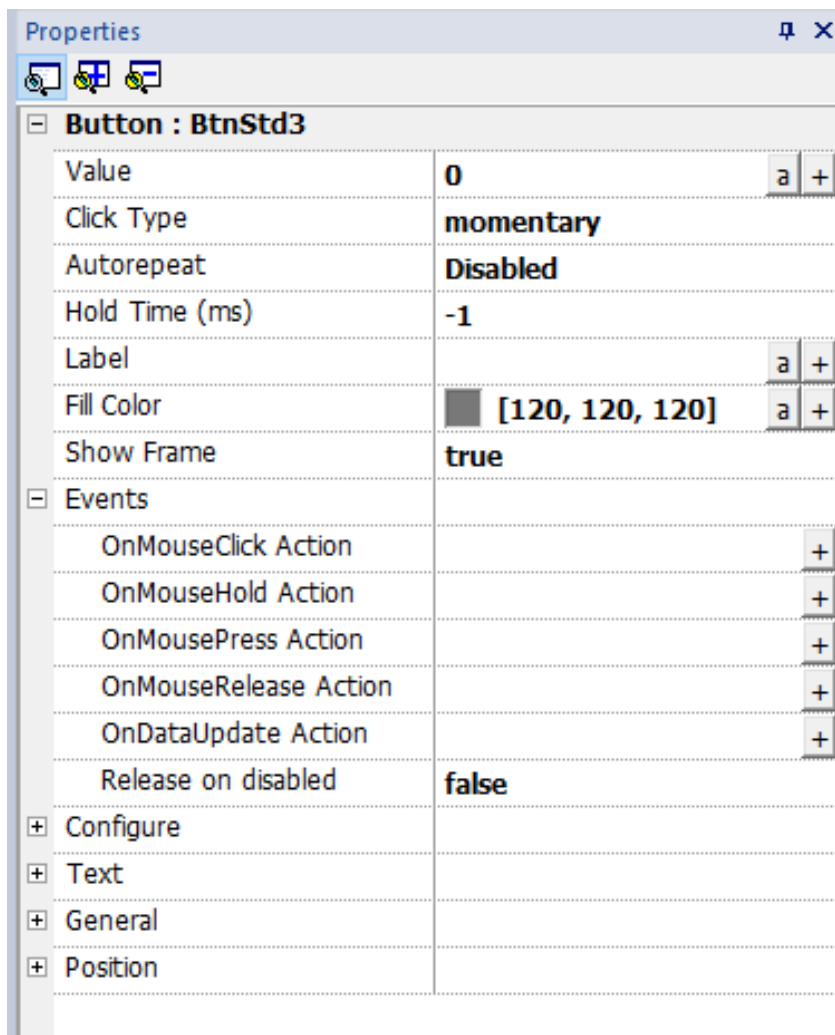 Properties
Button : BtnStd3
Value 0 a +
Click Type momentary
Autorepeat Disabled
Hold Time (ms) -1
Label a +
Fill Color [120, 120, 120] a +
Show Frame true
Events
OnMouseClick Action +
OnMouseHold Action +
OnMousePress Action +
OnMouseRelease Action +
OnDataUpdate Action +
Release on disabled false
Configure
Text
General
Position